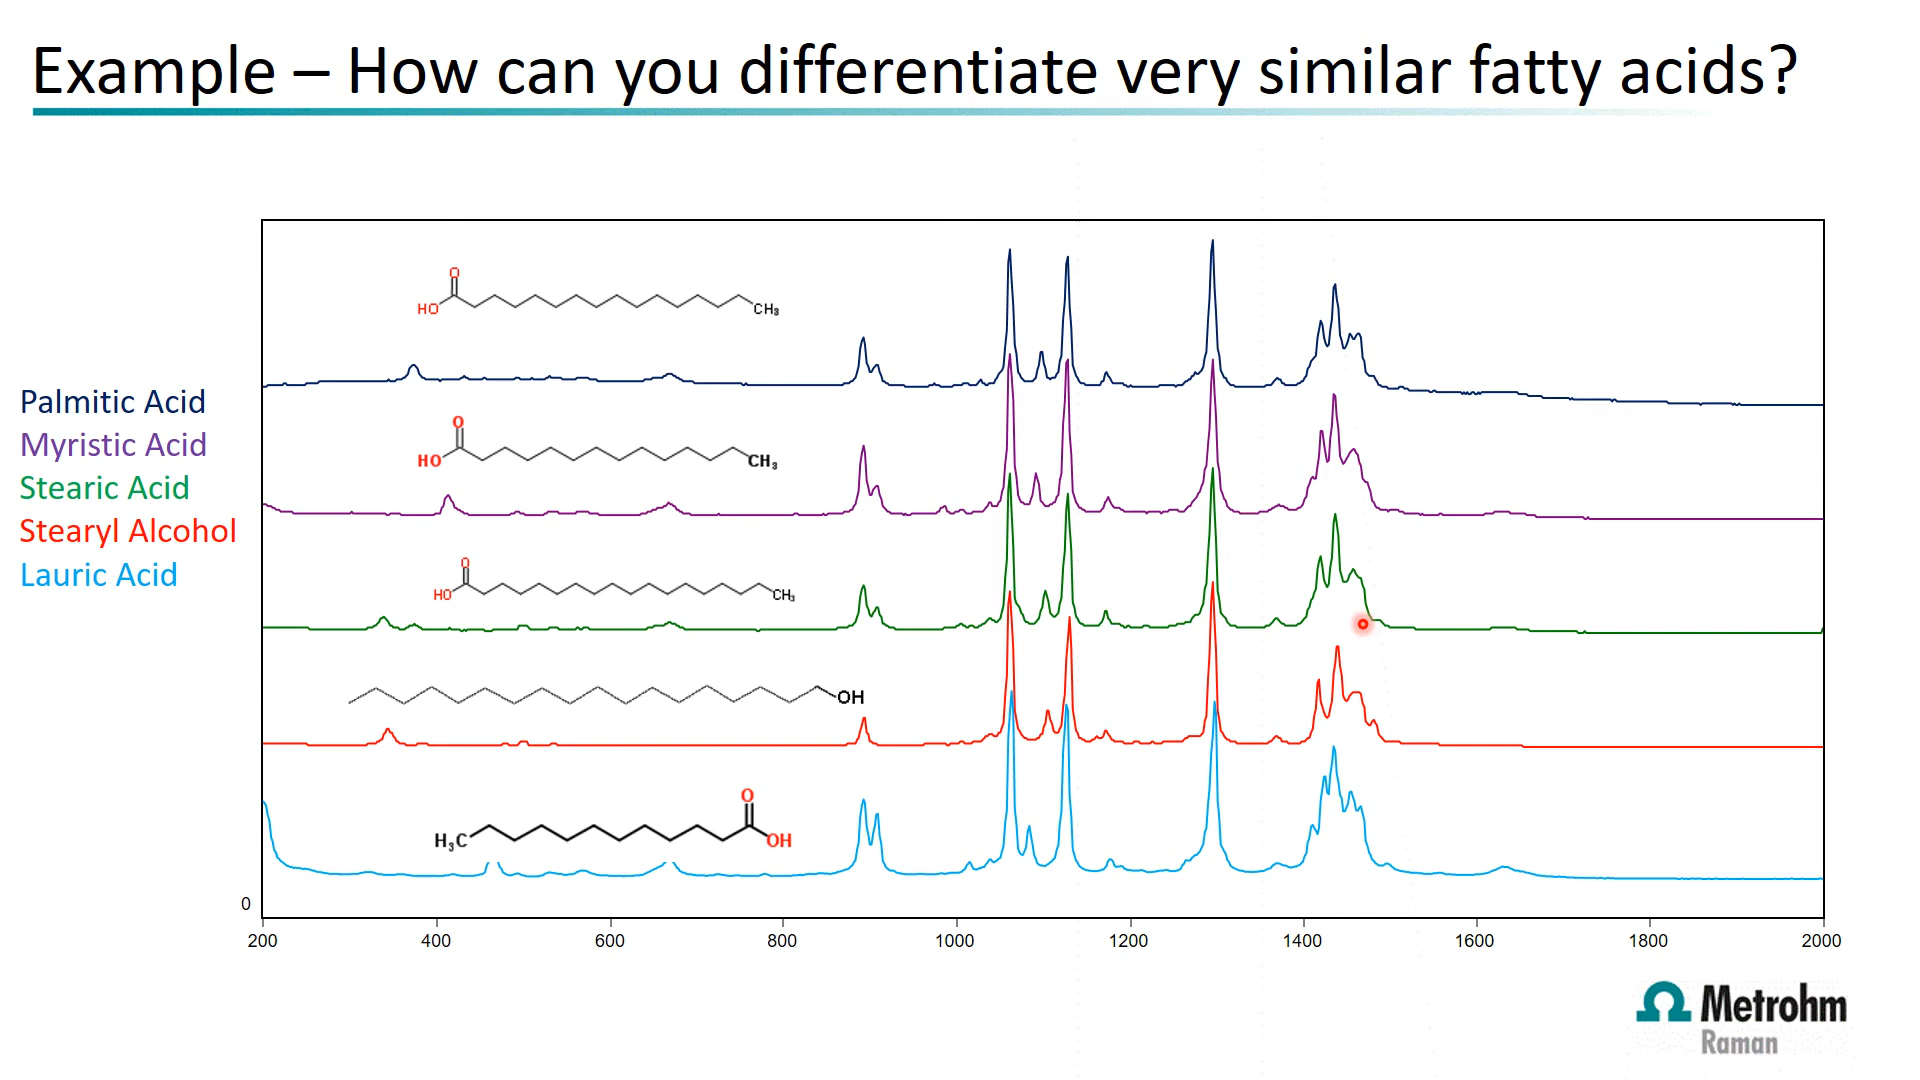 Example – How can you differentiate very similar fatty acids?
O
HO
CH₃
Palmitic Acid
Myristic Acid
Stearic Acid
Stearyl Alcohol
Lauric Acid
O
HO
CH₃
O
HO
CH₃
OH
O
H₃C
OH
0
200 400 600 800 1000 1200 1400 1600 1800 2000
Metrohm
Raman